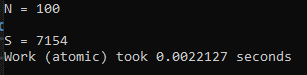 N = 100
S = 7154
Work (atomic) took 0.0022127 seconds